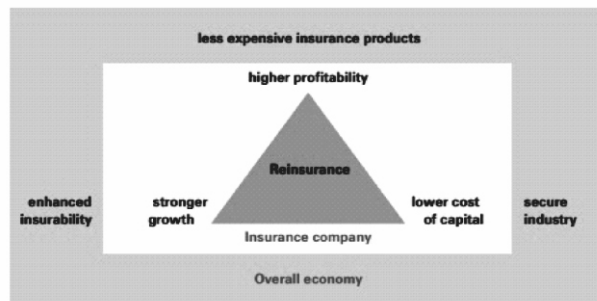 less expensive insurance products
higher profitability
Reinsurance
enhanced
insurability
stronger
growth
lower cost
of capital
secure
industry
Insurance company
Overall economy